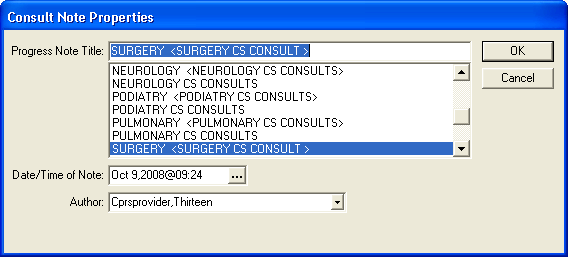 Consult Note Properties
Progress Note Title: SURGERY <SURGERY CS CONSULT > OK
Cancel
NEUROLOGY <NEUROLOGY CS CONSULTS>
NEUROLOGY CS CONSULTS
PODIATRY <PODIATRY CS CONSULTS>
PODIATRY CS CONSULTS
PULMONARY <PULMONARY CS CONSULTS>
PULMONARY CS CONSULTS
SURGERY <SURGERY CS CONSULT >
Date/Time of Note: Oct 9,2008@09:24 ...
Author: Cprsprovider,Thirteen